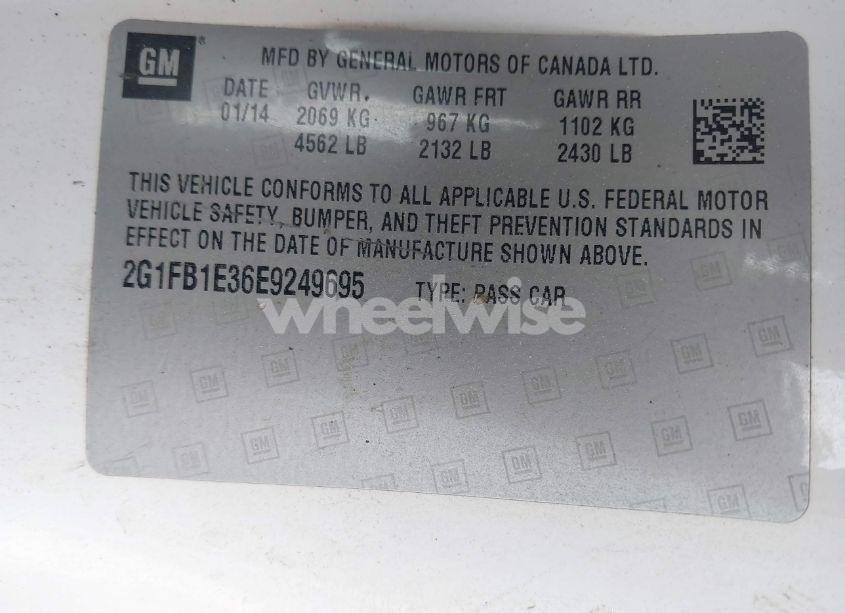 GM
MFD BY GENERAL MOTORS OF CANADA LTD.
DATE GVWR. GAWR FRT GAWR RR
01/14 2069 KG 967 KG 1102 KG
4562 LB 2132 LB 2430 LB
THIS VEHICLE CONFORMS TO ALL APPLICABLE U.S. FEDERAL MOTOR
VEHICLE SAFETY, BUMPER, AND THEFT PREVENTION STANDARDS IN
EFFECT ON THE DATE OF MANUFACTURE SHOWN ABOVE.
2G1FB1E36E9249695 TYPE: PASS CAR
wheelwise